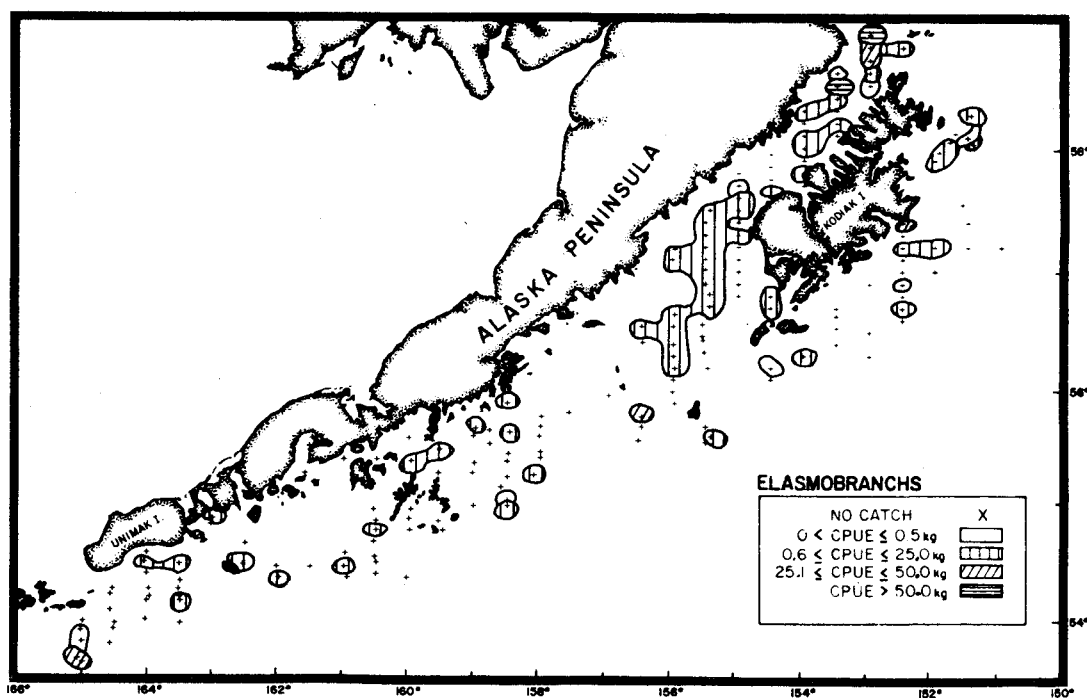 ALASKA PENINSULA
KODIAK I.
UNIMAK I.
56°
56°
54°
ELASMOBRANCHS
NO CATCH X
0 < CPUE ≤ 0.5 kg
0.6 ≤ CPUE ≤ 25.0 kg
25.1 ≤ CPUE ≤ 50.0 kg
CPUE > 50.0 kg
166° 164° 162° 160° 158° 156° 154° 152° 150°